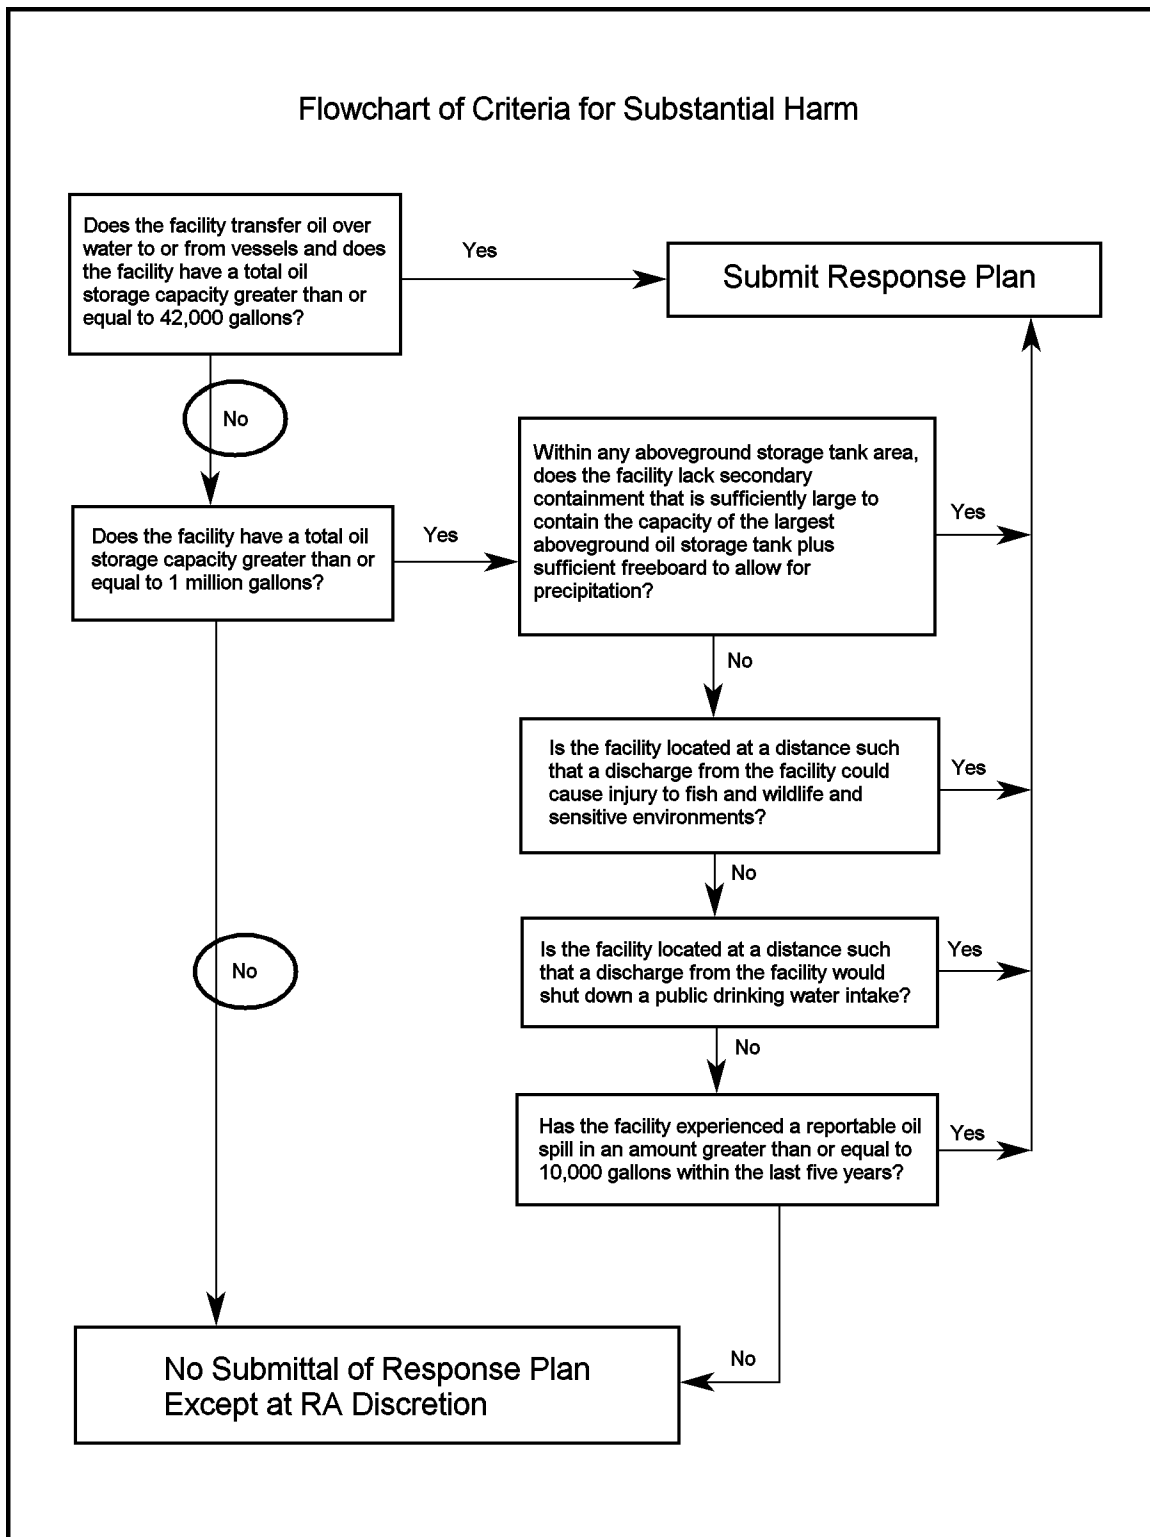 Flowchart of Criteria for Substantial Harm
Does the facility transfer oil over
water to or from vessels and does
the facility have a total oil
storage capacity greater than or
equal to 42,000 gallons?
Yes
Submit Response Plan
No
Does the facility have a total oil
storage capacity greater than or
equal to 1 million gallons?
Yes
Within any aboveground storage tank area,
does the facility lack secondary
containment that is sufficiently large to
contain the capacity of the largest
aboveground oil storage tank plus
sufficient freeboard to allow for
precipitation?
Yes
No
Is the facility located at a distance such
that a discharge from the facility could
cause injury to fish and wildlife and
sensitive environments?
Yes
No
Is the facility located at a distance such
that a discharge from the facility would
shut down a public drinking water intake?
Yes
No
No
Has the facility experienced a reportable oil
spill in an amount greater than or equal to
10,000 gallons within the last five years?
Yes
No
No Submittal of Response Plan
Except at RA Discretion